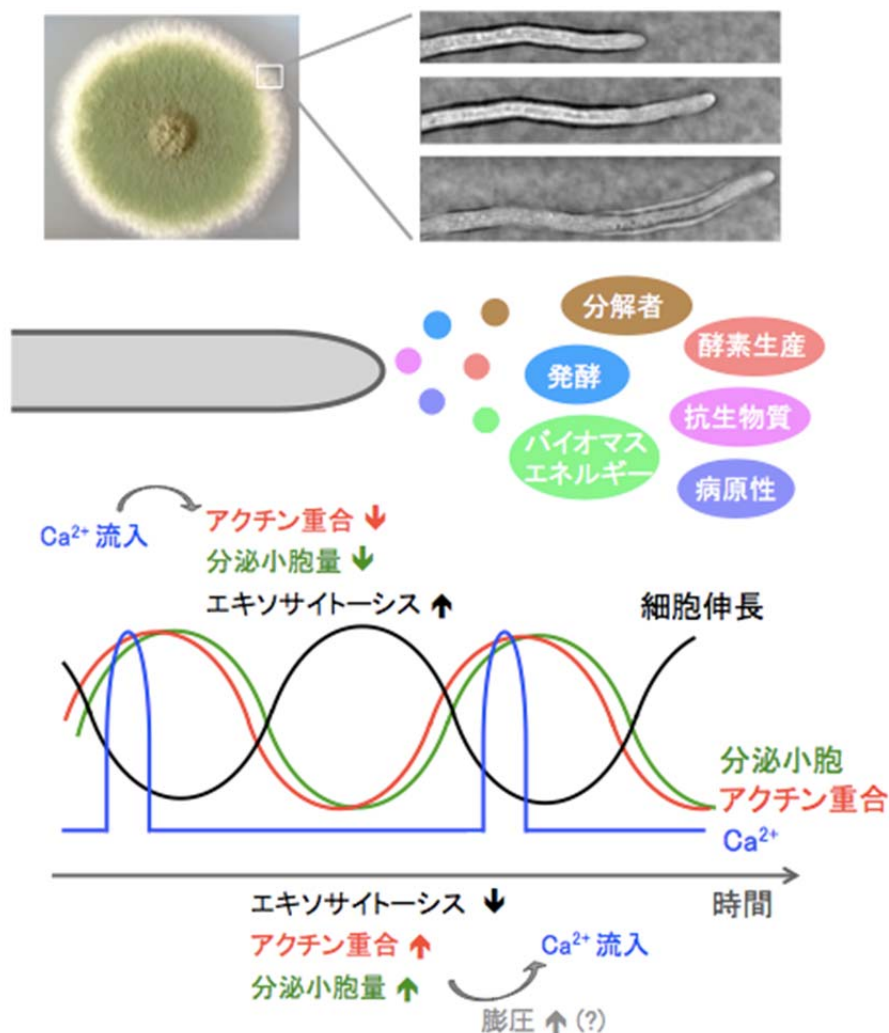 分解者
酵素生産
発酵
抗生物質
バイオマス
エネルギー
病原性
Ca²⁺ 流入
アクチン重合 ↓
分泌小胞量 ↓
エキソサイトーシス ↑
細胞伸長
分泌小胞
アクチン重合
Ca²⁺
時間
エキソサイトーシス ↓
アクチン重合 ↑
分泌小胞量 ↑
Ca²⁺ 流入
膨圧 ↑ (?)